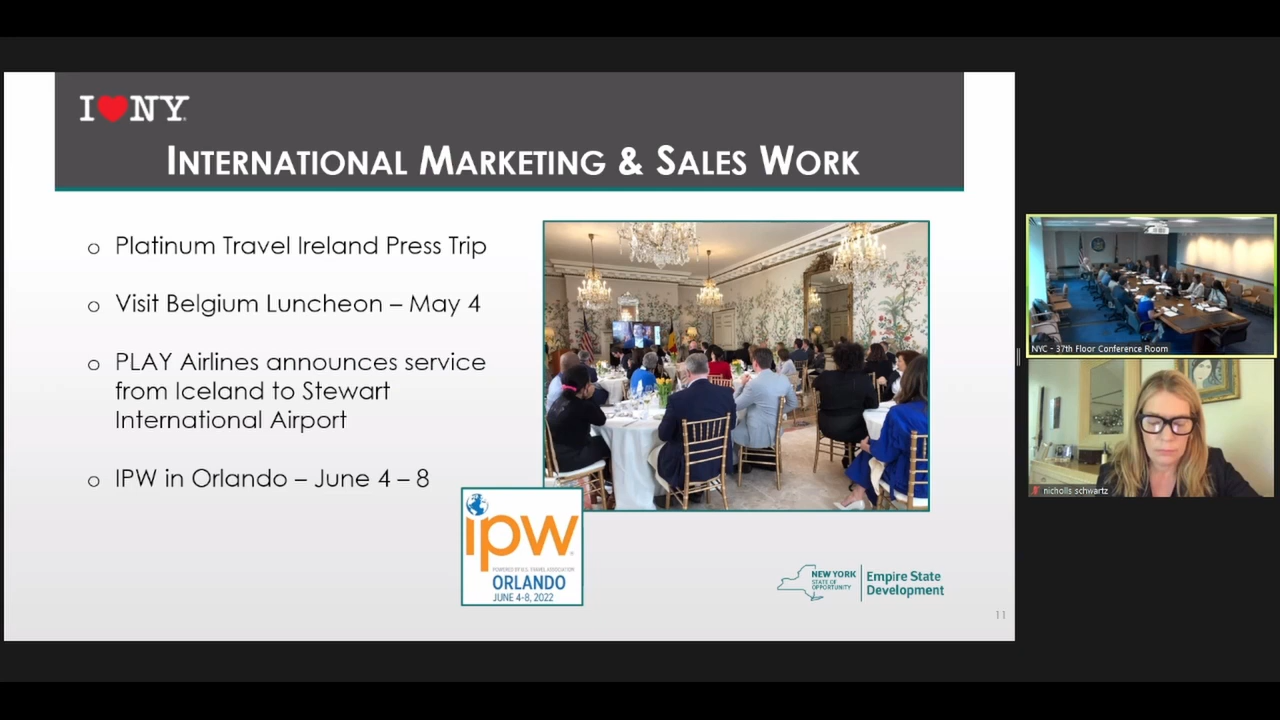 I NY
INTERNATIONAL MARKETING & SALES WORK
Platinum Travel Ireland Press Trip
Visit Belgium Luncheon – May 4
PLAY Airlines announces service
from Iceland to Stewart
International Airport
IPW in Orlando – June 4 – 8
ipw
POWERED BY U.S. TRAVEL ASSOCIATION
ORLANDO
JUNE 4-8, 2022
NEW YORK
STATE OF
OPPORTUNITY
Empire State
Development
11
NYC - 37th Floor Conference Room
nicholls schwartz